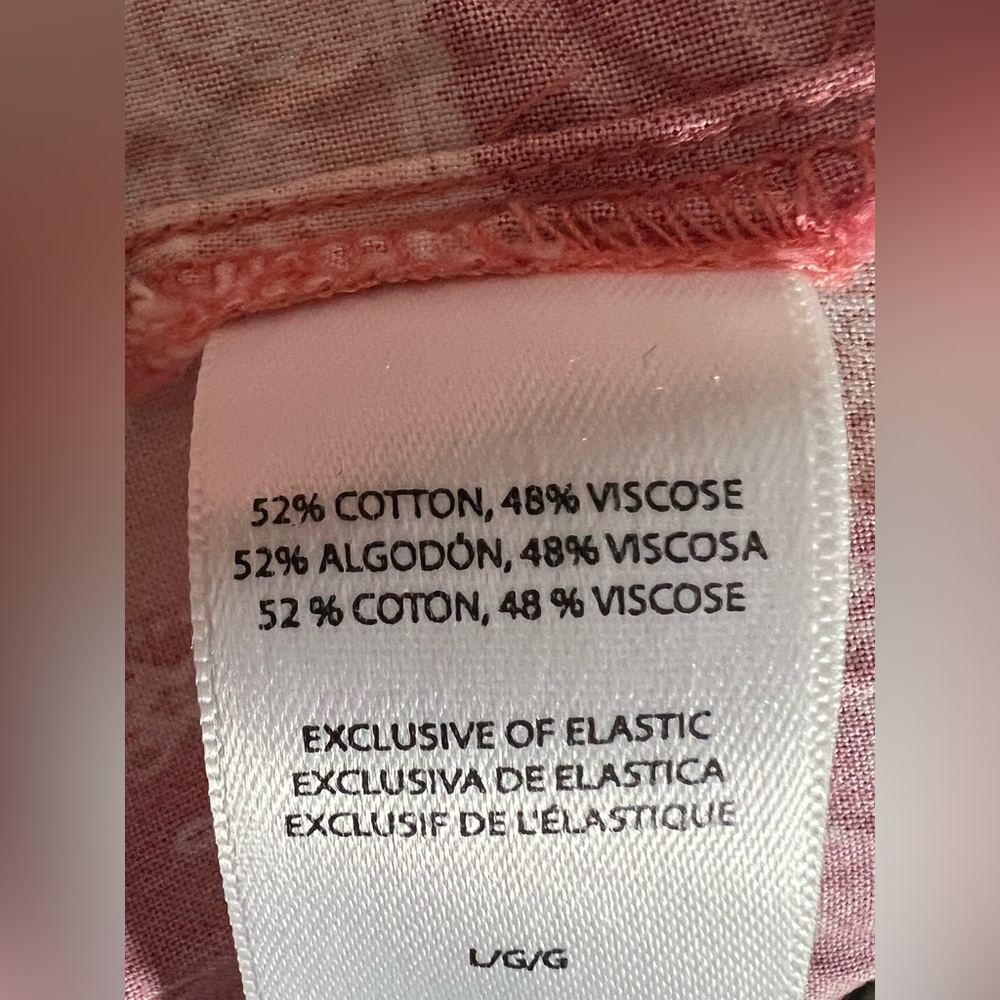 52% COTTON, 48% VISCOSE
52% ALGODÓN, 48% VISCOSA
52 % COTON, 48 % VISCOSE
EXCLUSIVE OF ELASTIC
EXCLUSIVA DE ELASTICA
EXCLUSIF DE L'ÉLASTIQUE
L/G/G